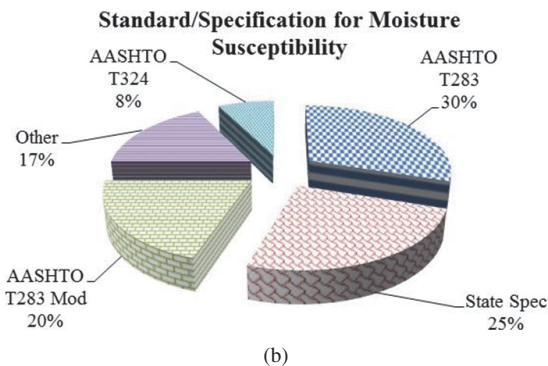 Standard/Specification for Moisture
Susceptibility
AASHTO
T324
8%
AASHTO
T283
30%
Other
17%
AASHTO
T283 Mod
20%
State Spec
25%
(b)